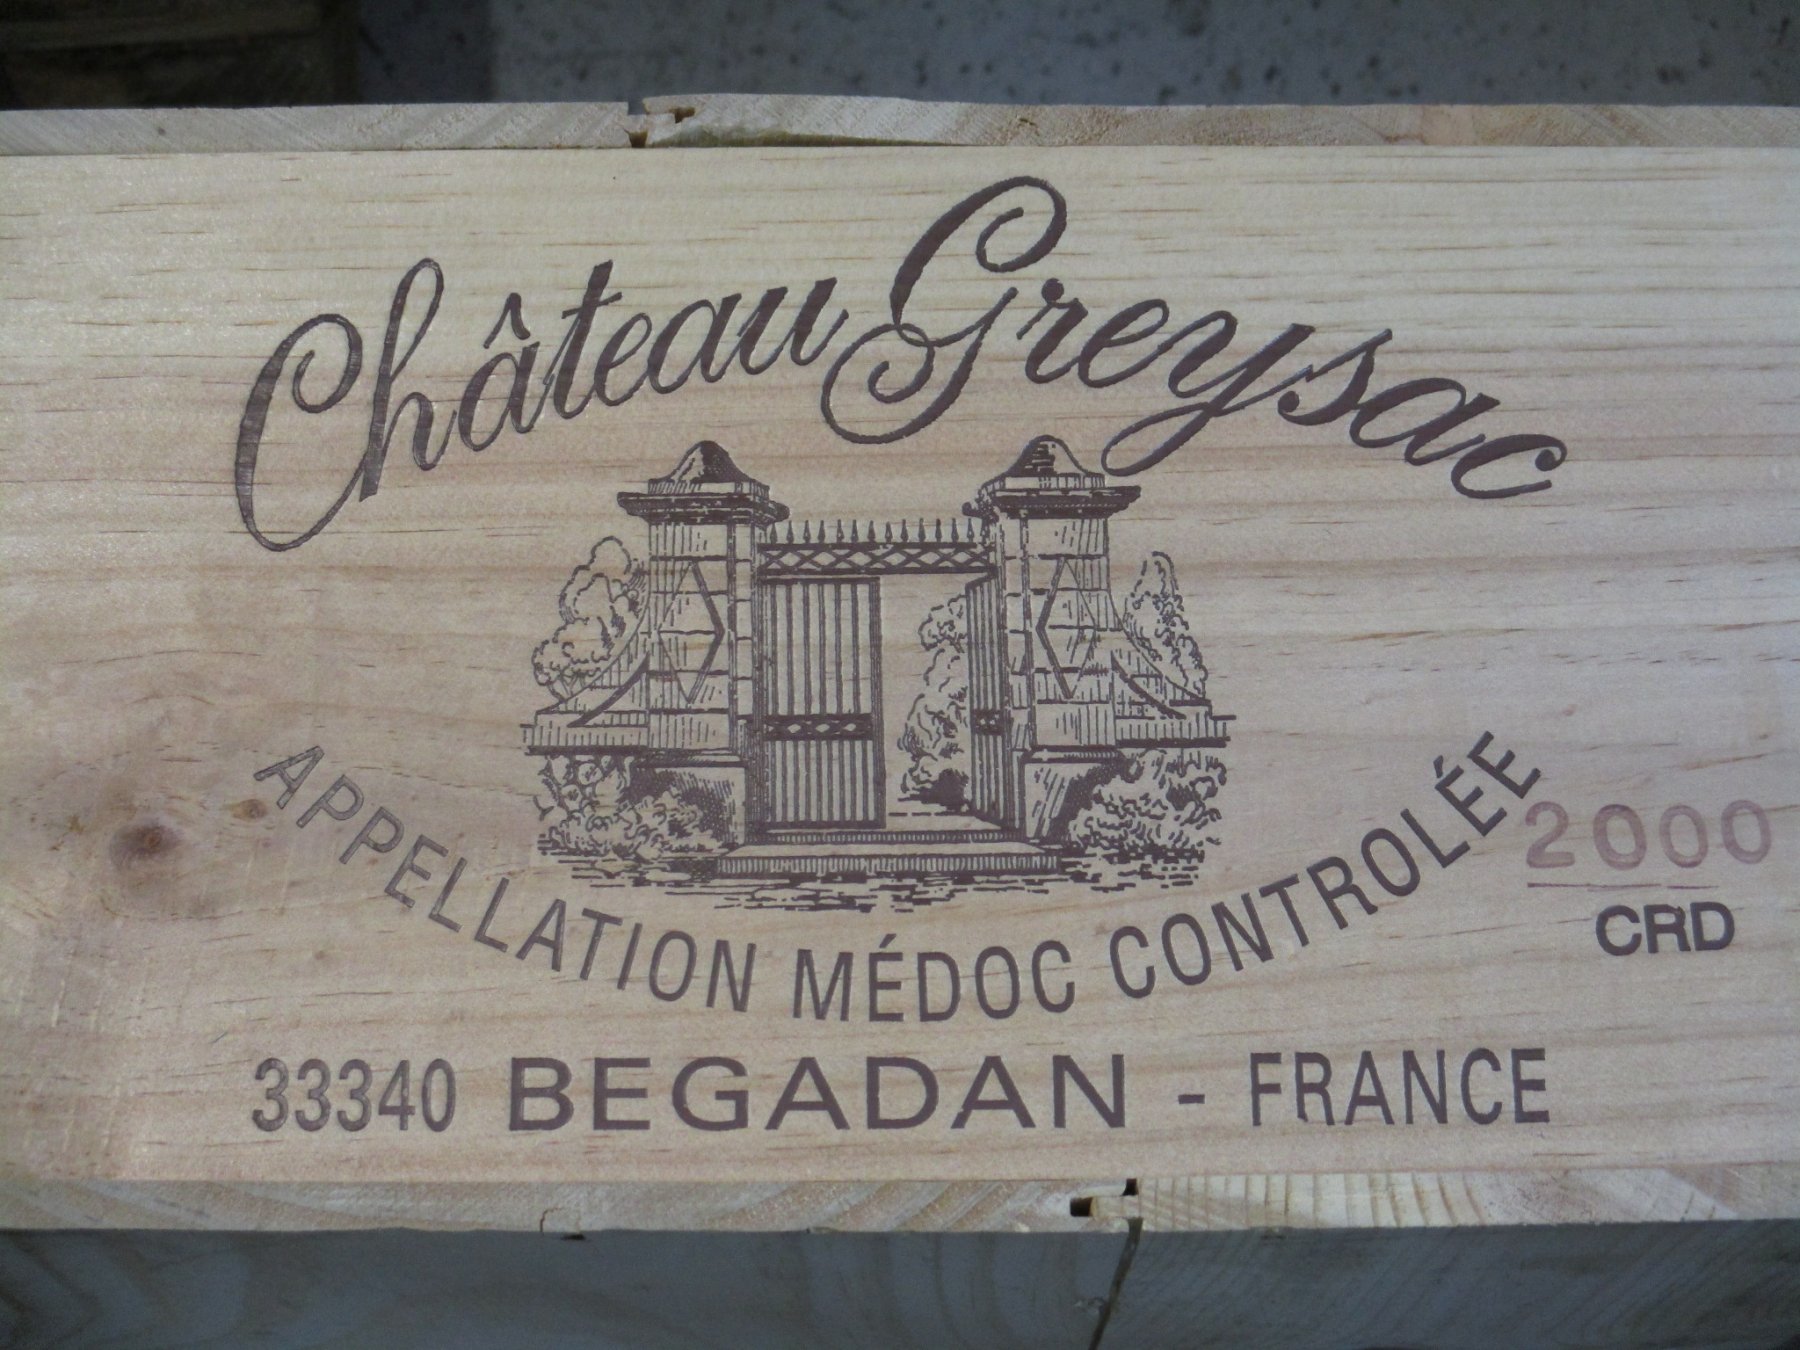 Château Greysac
APPELLATION MÉDOC CONTROLÉE
2000
CRD
33340 BEGADAN - FRANCE